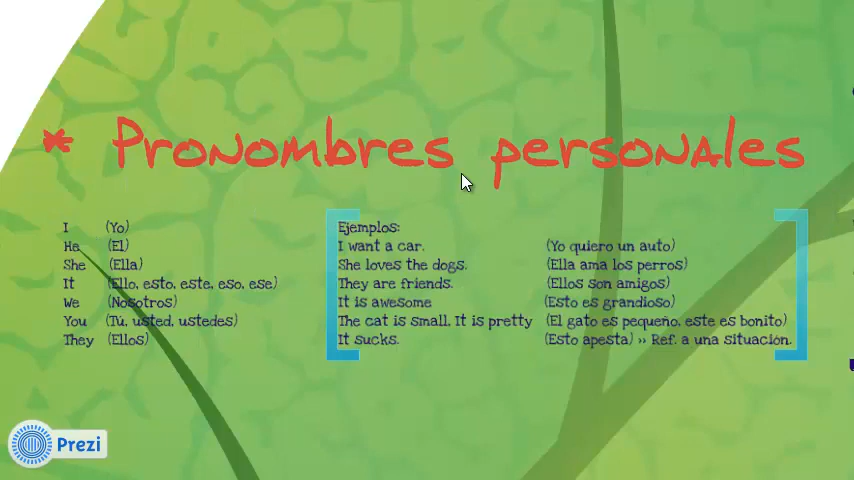 * Pronombres personales
I (Yo)
He (El)
She (Ella)
It (Ello, esto, este, eso, ese)
We (Nosotros)
You (Tú, usted, ustedes)
They (Ellos)
Ejemplos:
I want a car. (Yo quiero un auto)
She loves the dogs. (Ella ama los perros)
They are friends. (Ellos son amigos)
It is awesome (Esto es grandioso)
The cat is small, It is pretty (El gato es pequeño, este es bonito)
It sucks. (Esto apesta) >> Ref. a una situación.
Prezi